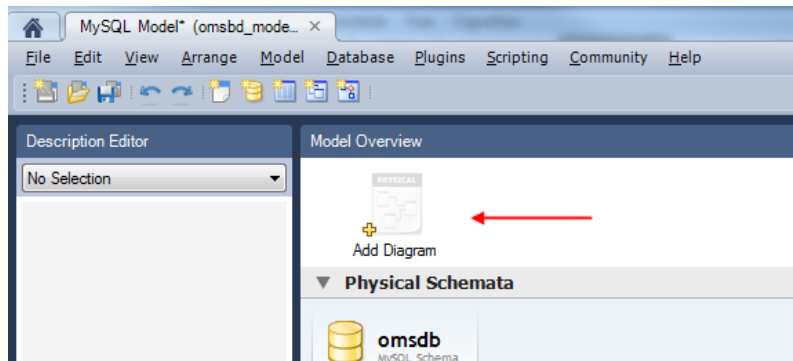 MySQL Model* (omsbd_mode... ×
File Edit View Arrange Model Database Plugins Scripting Community Help
Description Editor
Model Overview
No Selection
PHYSICAL
Add Diagram
Physical Schemata
omsdb
MySQL Schema